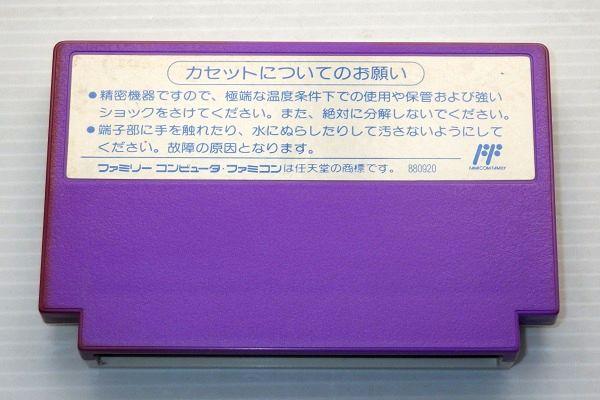 カセットについてのお願い
●精密機器ですので、極端な温度条件下での使用や保管および強い
ショックをさけてください。また、絶対に分解しないでください。
●端子部に手を触れたり、水にぬらしたりして汚さないようにして
ください。故障の原因となります。
ファミリー コンピュータ・ファミコンは任天堂の商標です。 880920
FF
FAMICOM FAMILY